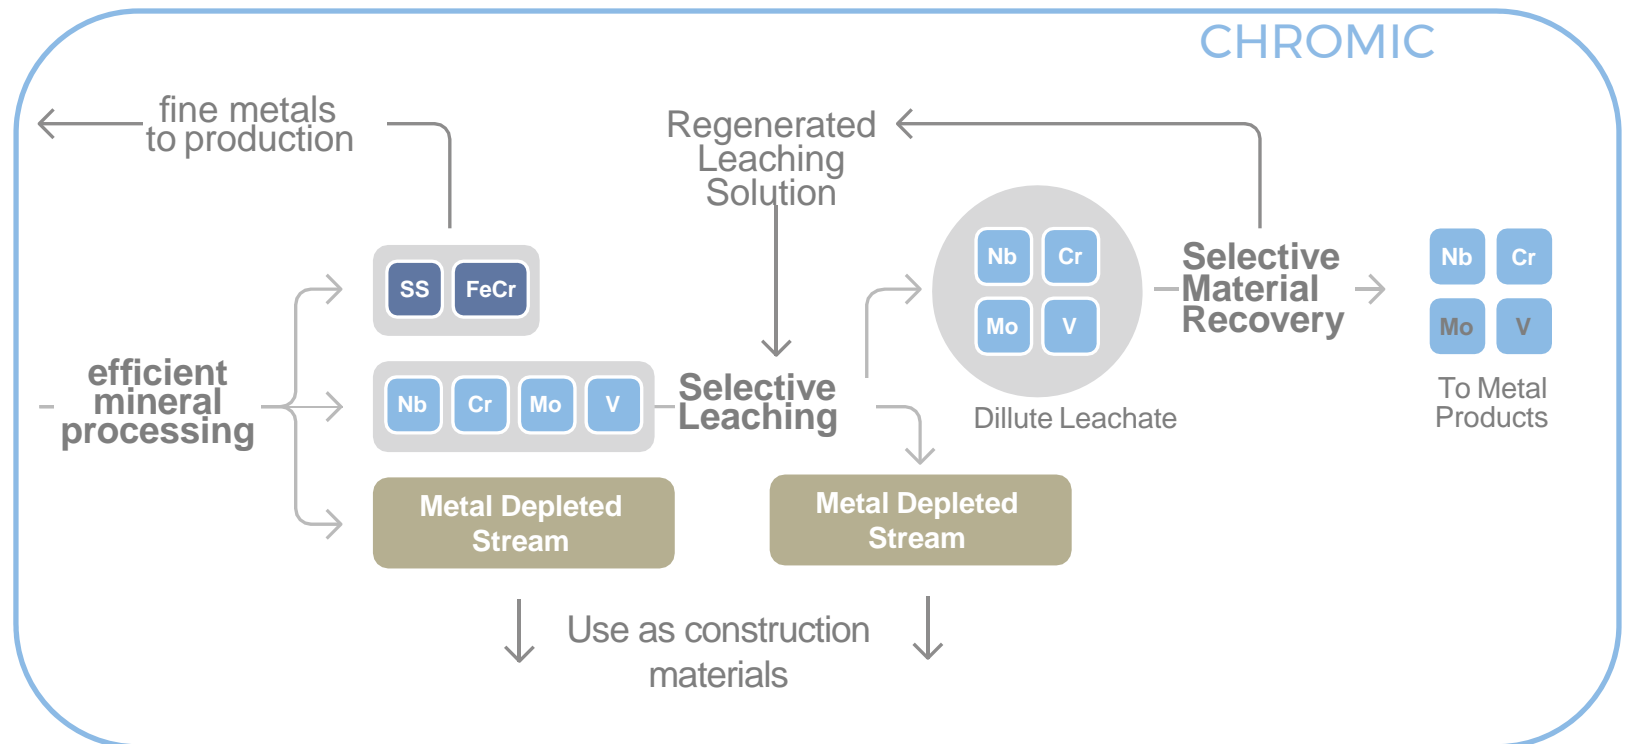 CHROMIC
fine metals
to production
Regenerated
Leaching
Solution
SS FeCr
efficient
mineral
processing
Nb Cr Mo V
Selective
Leaching
Nb Cr
Mo V
Dillute Leachate
Selective
Material
Recovery
Nb Cr
Mo V
To Metal
Products
Metal Depleted
Stream
Metal Depleted
Stream
Use as construction
materials